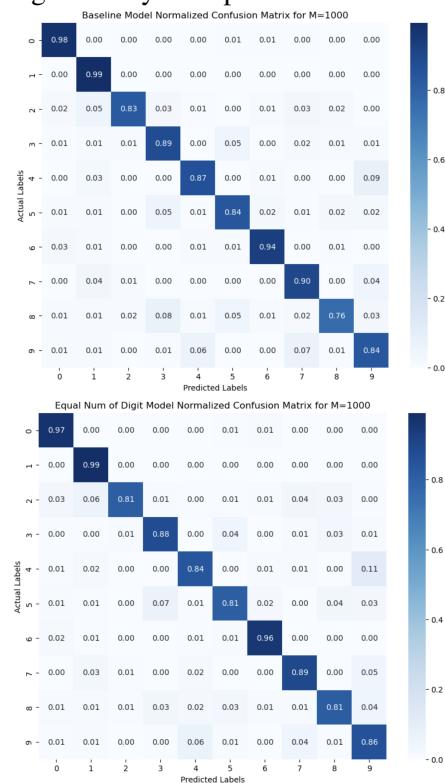 Baseline Model Normalized Confusion Matrix for M=1000
0 0.98 0.00 0.00 0.00 0.00 0.01 0.01 0.00 0.00 0.00
1 0.00 0.99 0.00 0.00 0.00 0.00 0.00 0.00 0.00 0.00
2 0.02 0.05 0.83 0.03 0.01 0.00 0.01 0.03 0.02 0.00
3 0.01 0.01 0.01 0.89 0.00 0.05 0.00 0.02 0.01 0.01
4 0.00 0.03 0.00 0.00 0.87 0.00 0.01 0.00 0.00 0.09
5 0.01 0.01 0.00 0.05 0.01 0.84 0.02 0.01 0.02 0.02
6 0.03 0.01 0.00 0.00 0.01 0.01 0.94 0.00 0.01 0.00
7 0.00 0.04 0.01 0.00 0.01 0.00 0.00 0.90 0.00 0.04
8 0.01 0.01 0.02 0.08 0.01 0.05 0.01 0.02 0.76 0.03
9 0.01 0.01 0.00 0.01 0.06 0.00 0.00 0.07 0.01 0.84
0 1 2 3 4 5 6 7 8 9
Actual Labels
Predicted Labels
0.8
0.6
0.4
0.2
0.0
Equal Num of Digit Model Normalized Confusion Matrix for M=1000
0 0.97 0.00 0.00 0.00 0.00 0.01 0.01 0.00 0.00 0.00
1 0.00 0.99 0.00 0.00 0.00 0.00 0.00 0.00 0.00 0.00
2 0.03 0.06 0.81 0.01 0.00 0.01 0.01 0.04 0.03 0.00
3 0.00 0.00 0.01 0.88 0.00 0.04 0.00 0.01 0.03 0.01
4 0.01 0.02 0.00 0.00 0.84 0.00 0.01 0.00 0.01 0.11
5 0.01 0.01 0.00 0.07 0.01 0.81 0.02 0.00 0.04 0.03
6 0.02 0.01 0.00 0.00 0.00 0.01 0.96 0.00 0.00 0.00
7 0.00 0.03 0.01 0.00 0.02 0.00 0.00 0.89 0.00 0.05
8 0.01 0.01 0.01 0.03 0.02 0.03 0.01 0.02 0.81 0.04
9 0.01 0.01 0.00 0.01 0.06 0.01 0.00 0.04 0.01 0.86
0 1 2 3 4 5 6 7 8 9
Actual Labels
Predicted Labels
0.8
0.6
0.4
0.2
0.0